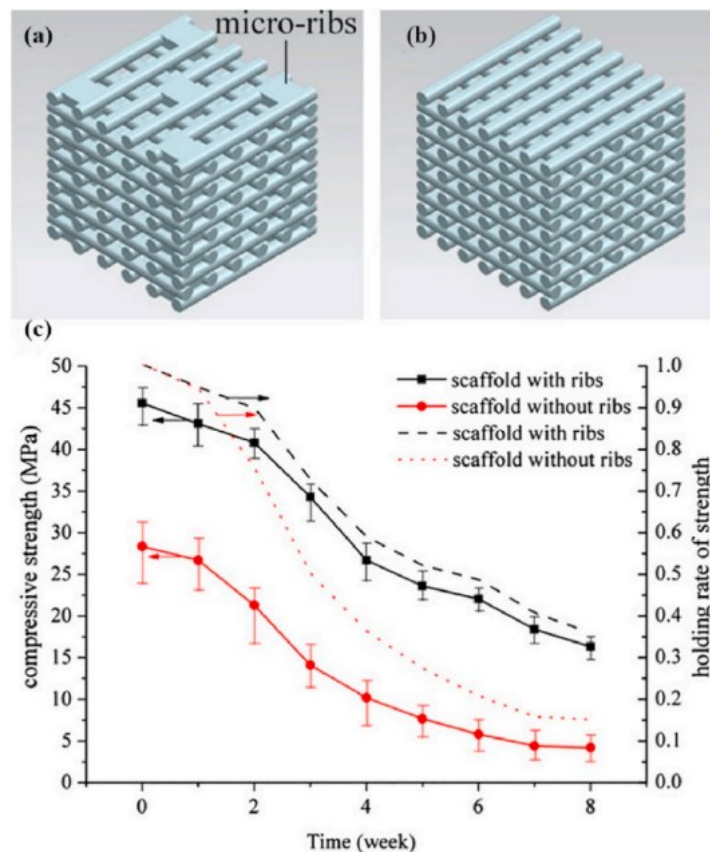 (a)
micro-ribs
(b)
(c)
compressive strength (MPa)
50
45
40
35
30
25
20
15
10
5
0
scaffold with ribs
scaffold without ribs
scaffold with ribs
scaffold without ribs
1.0
0.9
0.8
0.7
0.6
0.5
0.4
0.3
0.2
0.1
0.0
holding rate of strength
0 2 4 6 8
Time (week)